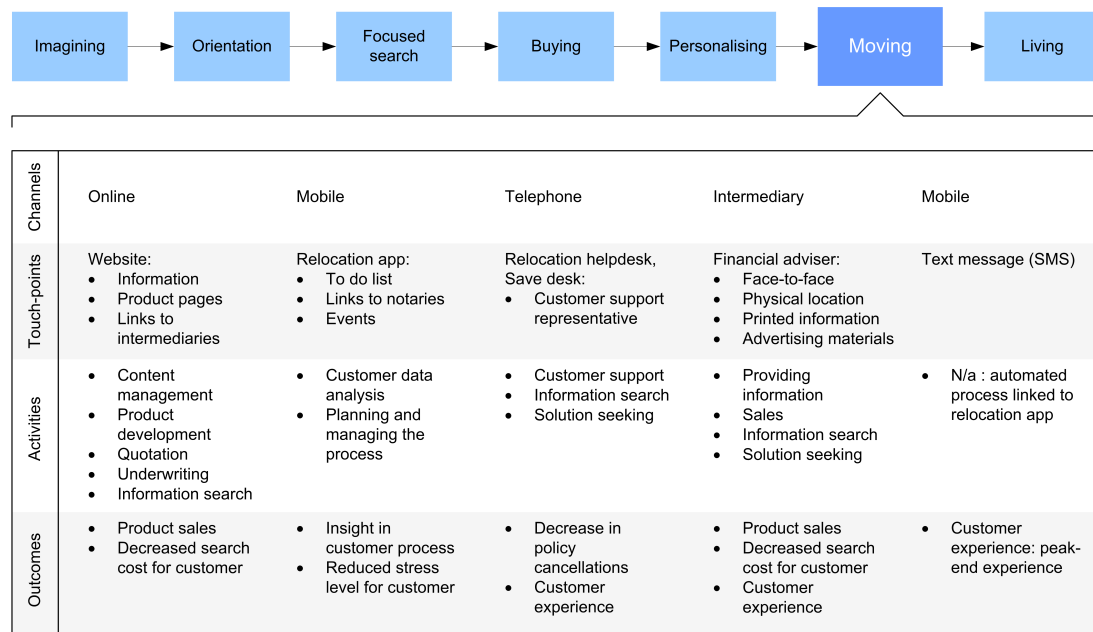 Imagining
Orientation
Focused
search
Buying
Personalising
Moving
Living
Channels
Online
Mobile
Telephone
Intermediary
Mobile
Touch-points
Website:
• Information
• Product pages
• Links to
intermediaries
Relocation app:
• To do list
• Links to notaries
• Events
Relocation helpdesk,
Save desk:
• Customer support
representative
Financial adviser:
• Face-to-face
• Physical location
• Printed information
• Advertising materials
Text message (SMS)
Activities
• Content
management
• Product
development
• Quotation
• Underwriting
• Information search
• Customer data
analysis
• Planning and
managing the
process
• Customer support
• Information search
• Solution seeking
• Providing
information
• Sales
• Information search
• Solution seeking
• N/a : automated
process linked to
relocation app
Outcomes
• Product sales
• Decreased search
cost for customer
• Insight in
customer process
• Reduced stress
level for customer
• Decrease in
policy
cancellations
• Customer
experience
• Product sales
• Decreased search
cost for customer
• Customer
experience
• Customer
experience: peak-
end experience